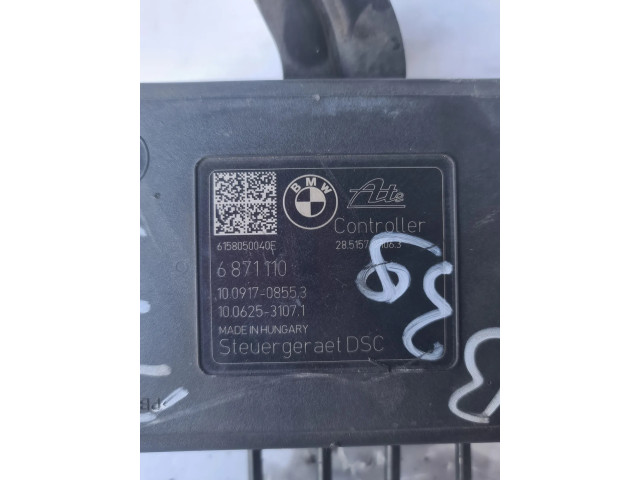 BMW
Ate
Controller
6158050040E
6 871 110
10.0917-0855.3
10.0625-3107.1
MADE IN HUNGARY
Steuergeraet DSC